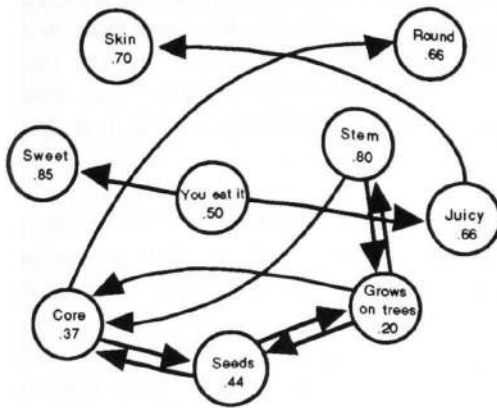 Skin
.70
Round
.66
Stem
.80
Sweet
.85
You eat it
.50
Juicy
.66
Grows
on trees
.20
Core
.37
Seeds
.44